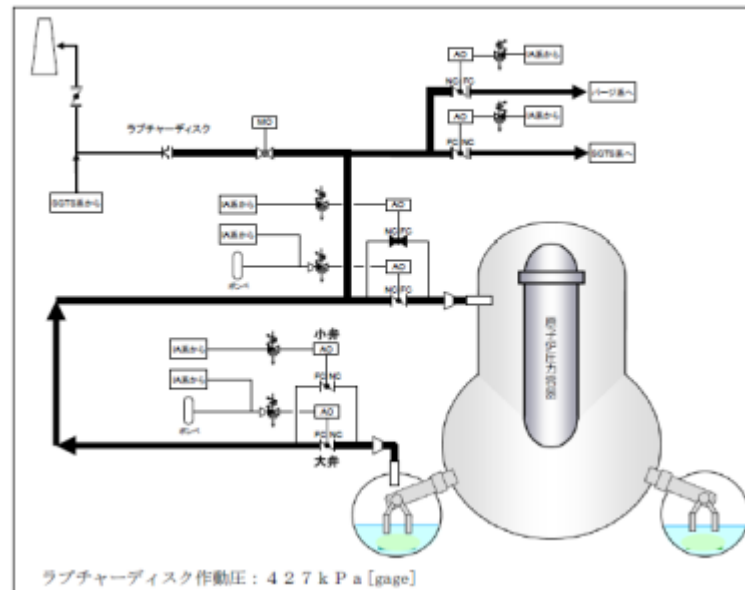 AO
IA系から
NC FC
パージ系へ
ラプチャーディスク
MO
AO
IA系から
FC NC
SGTS系へ
SGTS系から
IA系から
AO
NC FC
IA系から
AO
ボンベ
NC FC
原子炉圧力容器
小弁
IA系から
AO
FC NC
IA系から
AO
ボンベ
FC NC
大弁
ラプチャーディスク作動圧：427kPa[gage]